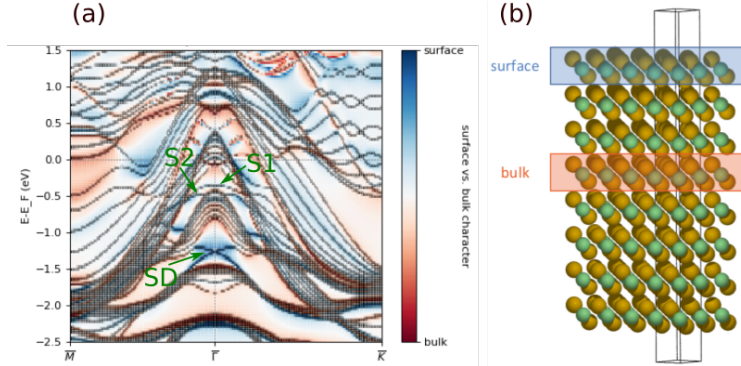 (a)
(b)
1.5
1.0
0.5
0.0
−0.5
−1.0
−1.5
−2.0
−2.5
E-E_F (eV)
S2
S1
SD
M̅
Γ̅
K̅
surface
bulk
surface vs. bulk character
surface
bulk